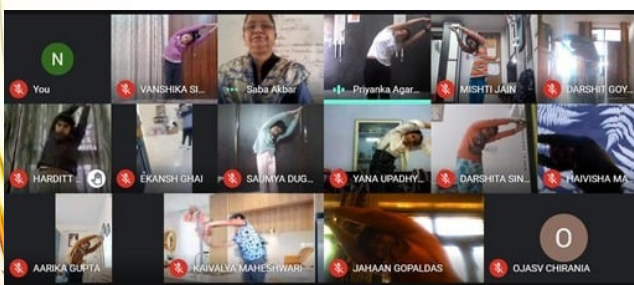 N
You
VANSHIKA SI...
Saba Akbar
Priyanka Agar...
MISHTI JAIN
DARSHIT GOY...
HARDITT
EKANSH GHAI
SAUMYA DUG...
YANA UPADHY...
DARSHITA SIN...
HAIVISHA MA...
AARIKA GUPTA
KAIVALYA MAHESHWARI
JAHAAN GOPALDAS
O
OJASV CHIRANIA